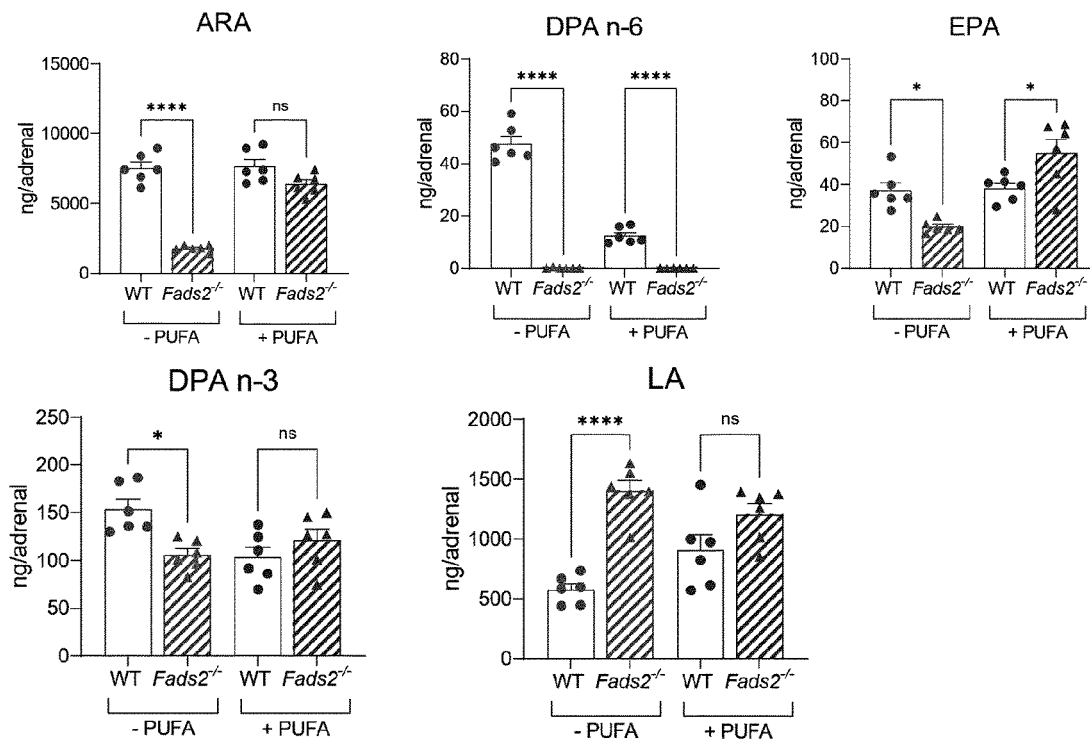 ARA
15000
10000
5000
0
ng/adrenal
**** ns
WT Fads2-/- WT Fads2-/-
- PUFA + PUFA
DPA n-6
80
60
40
20
0
ng/adrenal
**** ****
WT Fads2-/- WT Fads2-/-
- PUFA + PUFA
EPA
100
80
60
40
20
0
ng/adrenal
* *
WT Fads2-/- WT Fads2-/-
- PUFA + PUFA
DPA n-3
250
200
150
100
50
0
ng/adrenal
* ns
WT Fads2-/- WT Fads2-/-
- PUFA + PUFA
LA
2000
1500
1000
500
0
ng/adrenal
**** ns
WT Fads2-/- WT Fads2-/-
- PUFA + PUFA